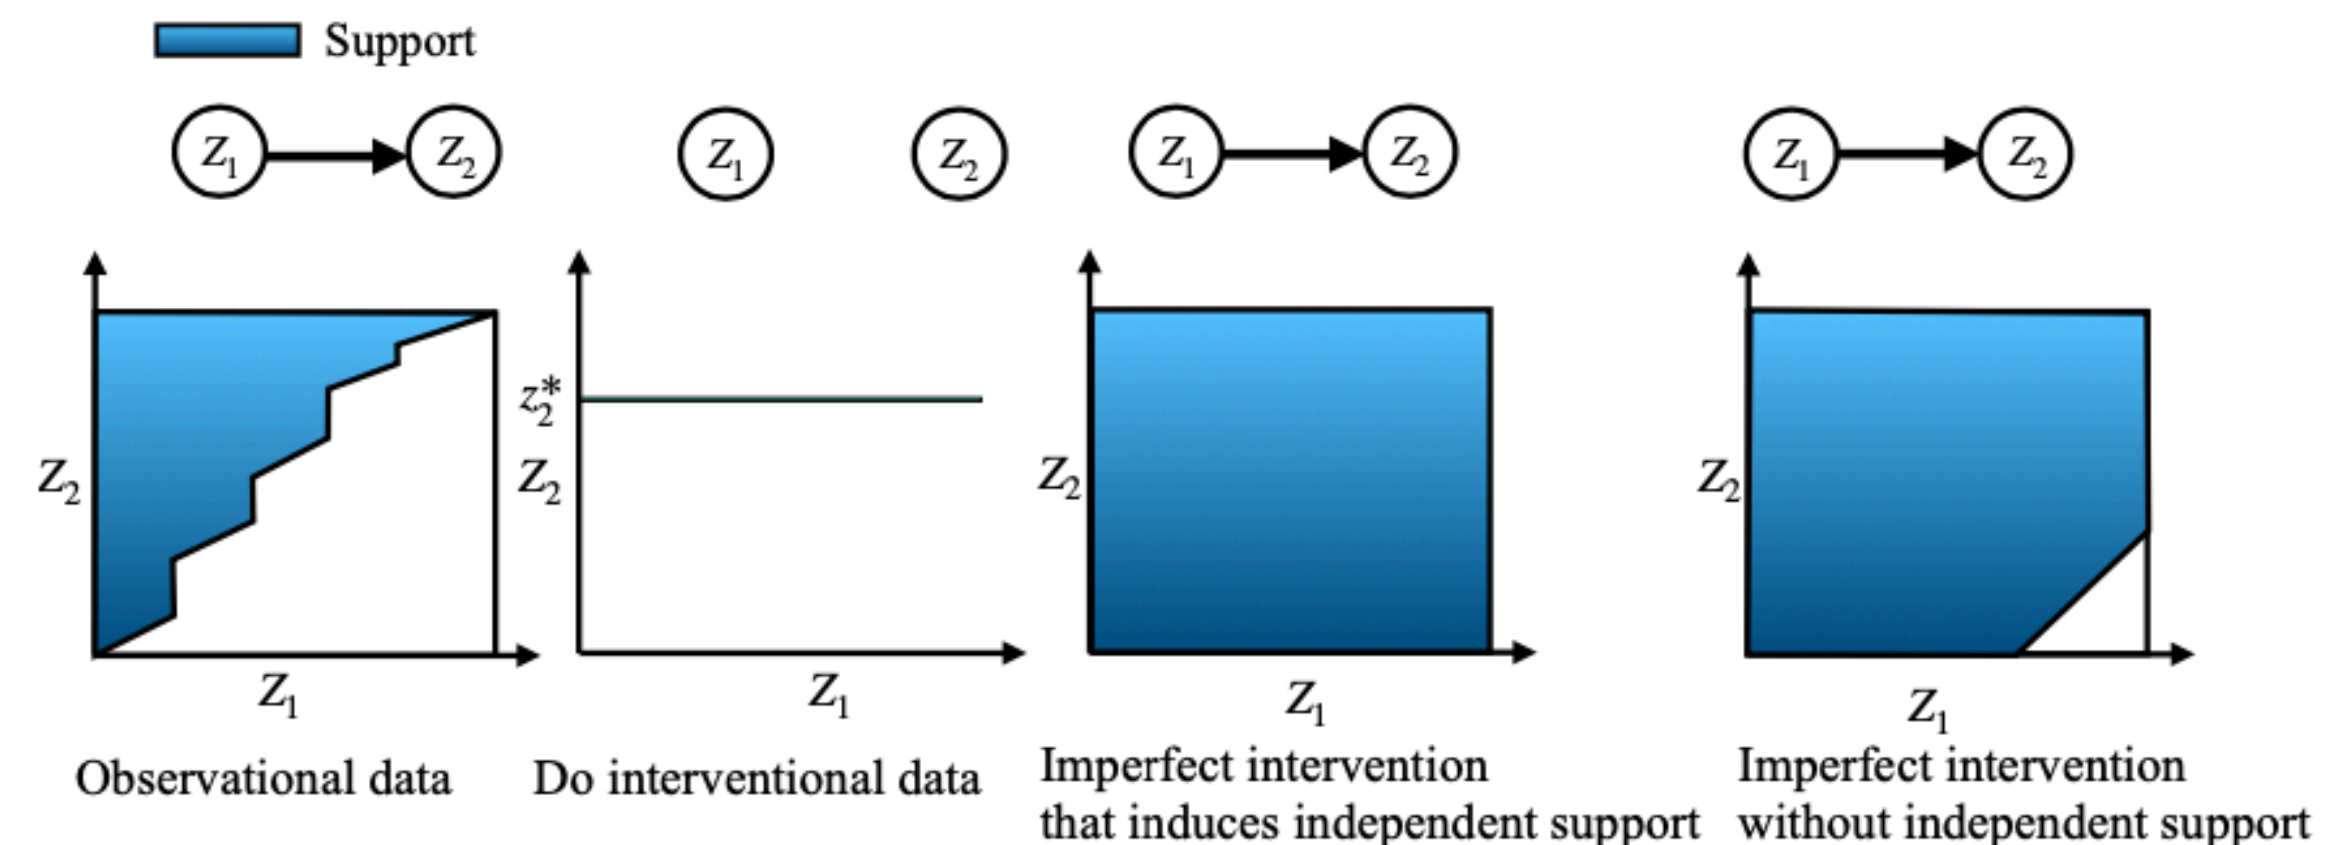 Support
Z1 Z2 Z1 Z2 Z1 Z2 Z1 Z2
z2*
Z2 Z2 Z2 Z2
Z1 Z1 Z1 Z1
Observational data
Do interventional data
Imperfect intervention
that induces independent support
Imperfect intervention
without independent support